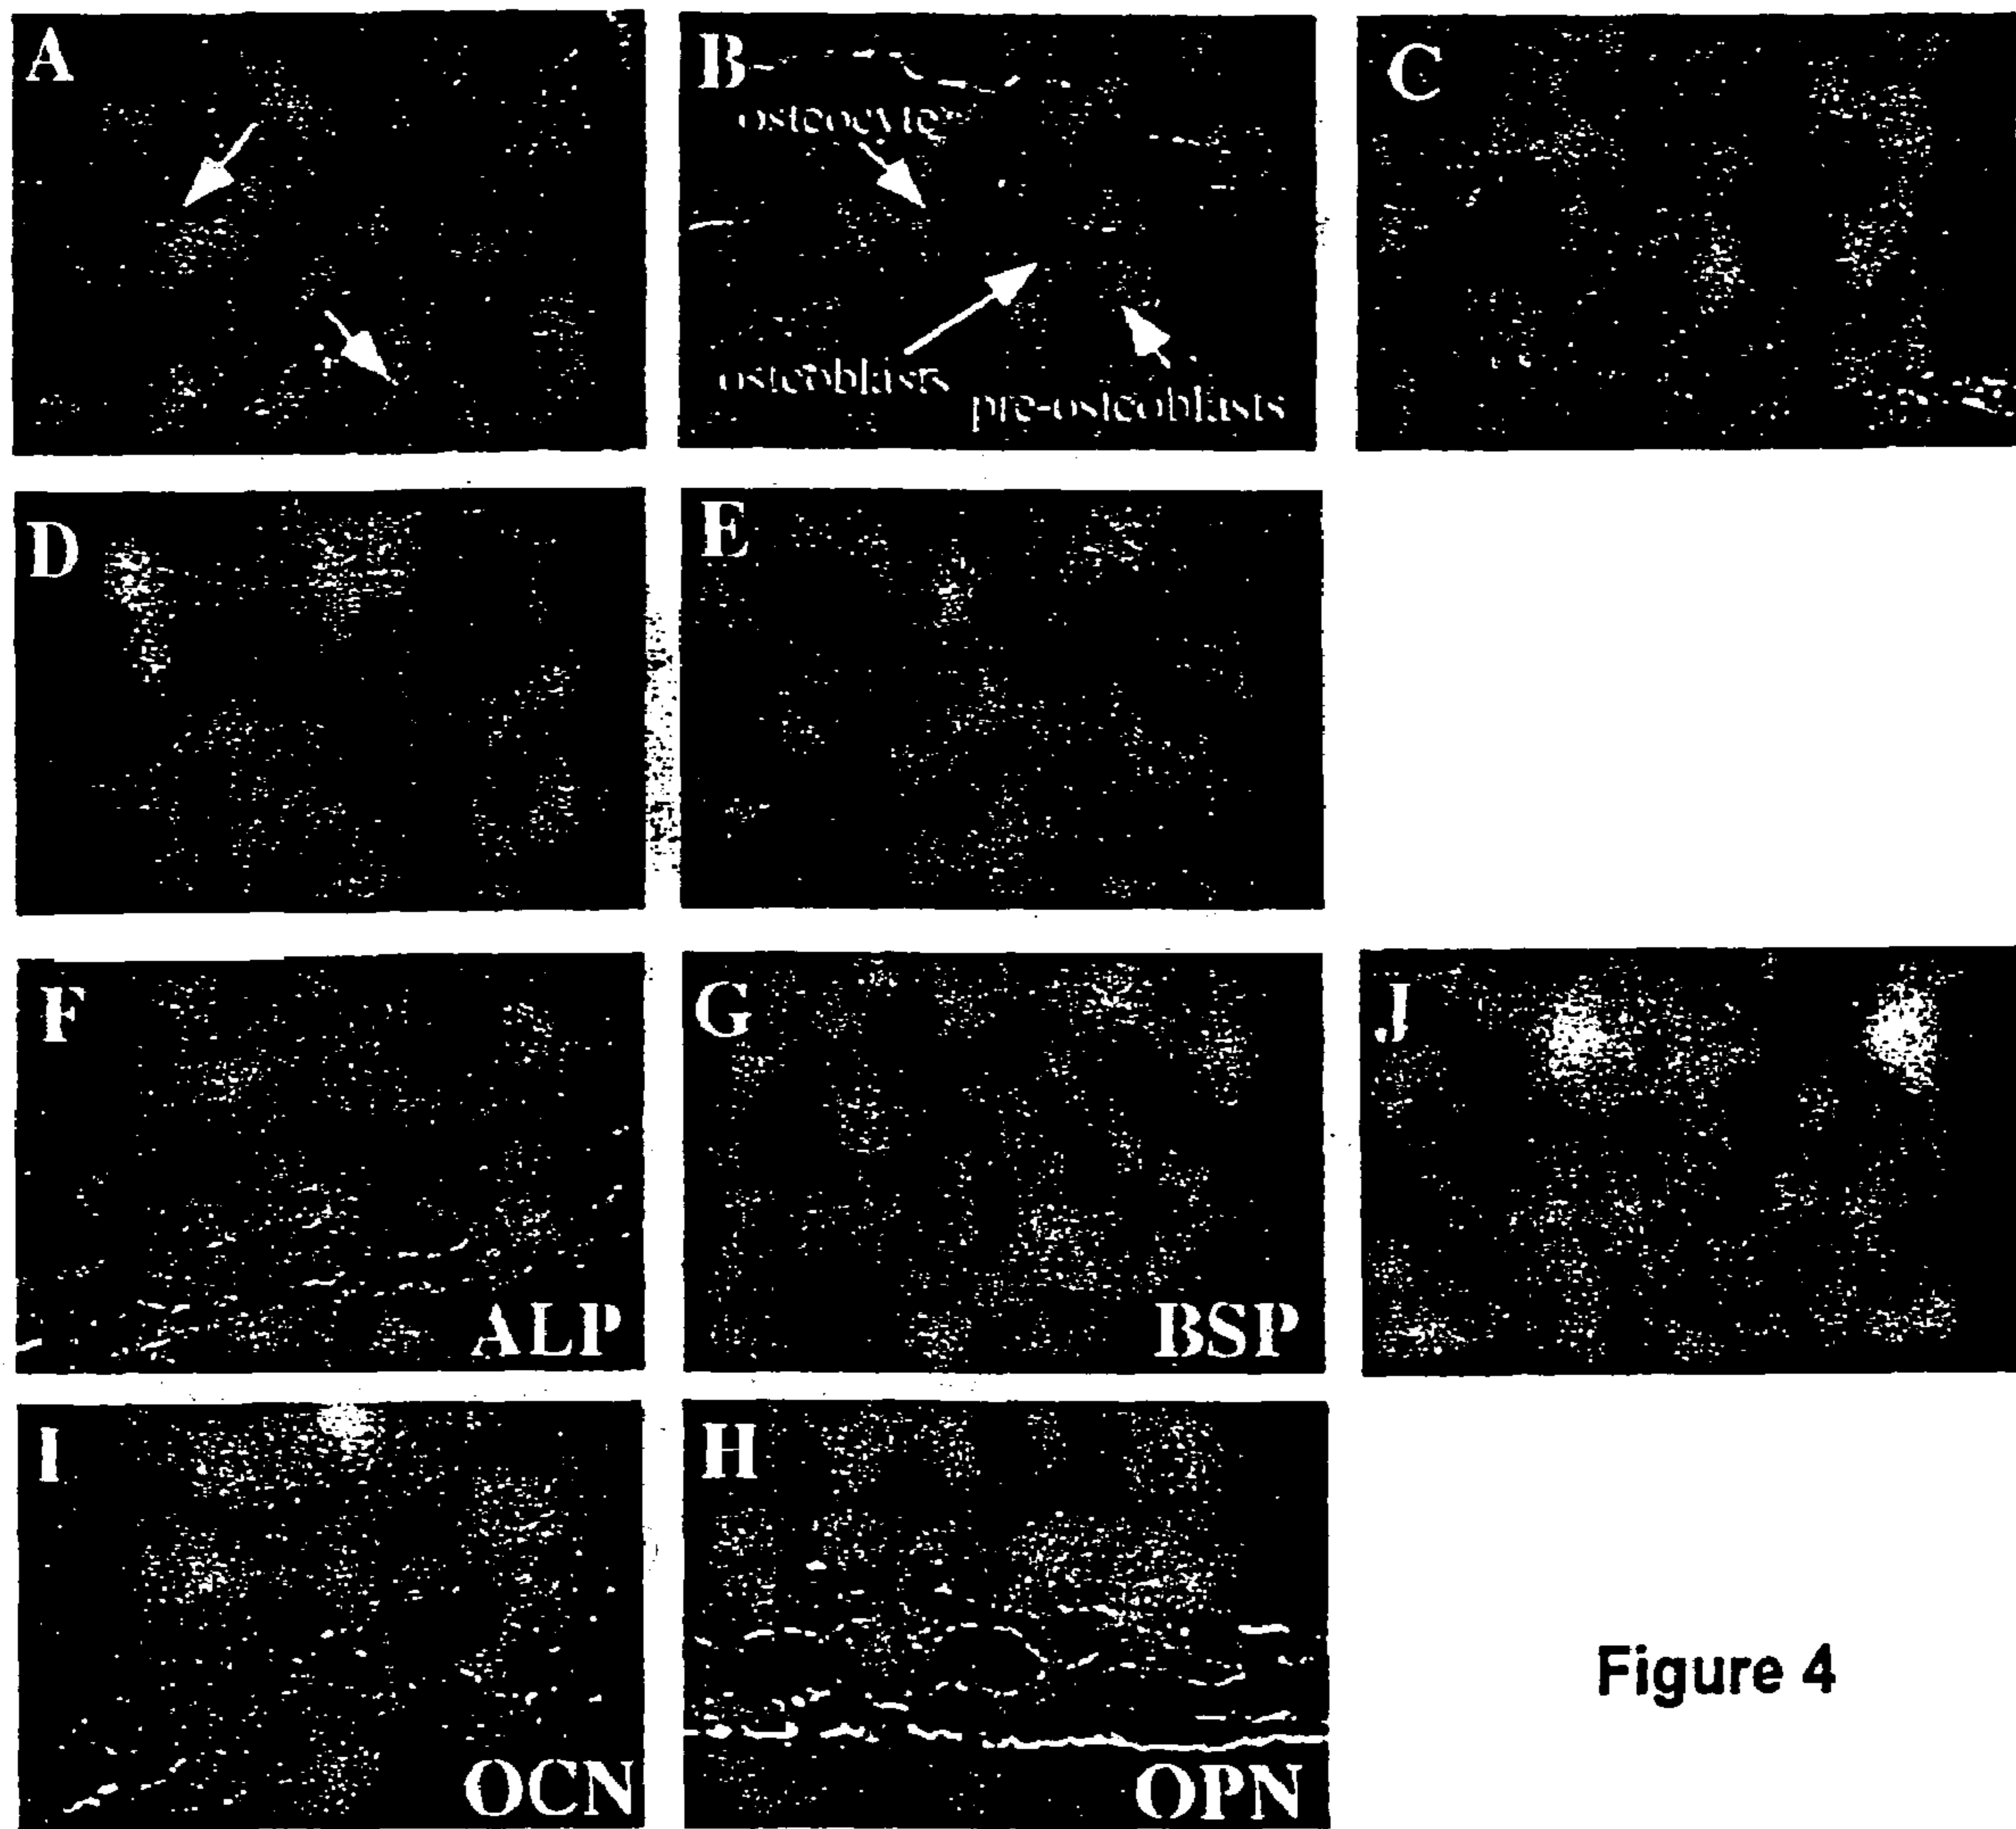 A
B
C
osteocyte
osteoblasts
pre-osteoblasts
D
E
F
ALP
G
BSP
J
I
OCN
H
OPN
Figure 4